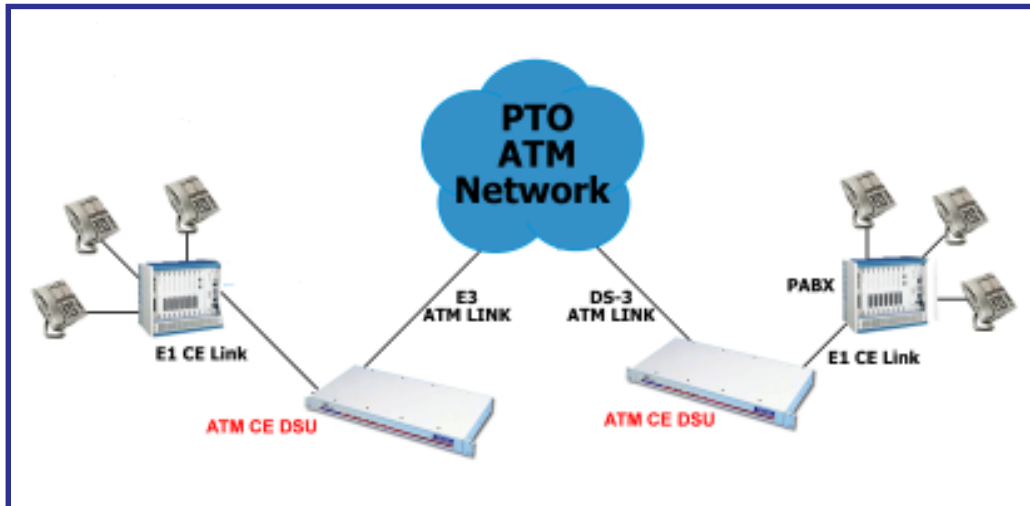 PTO
ATM
Network
E3
ATM LINK
DS-3
ATM LINK
PABX
E1 CE Link
E1 CE Link
ATM CE DSU
ATM CE DSU